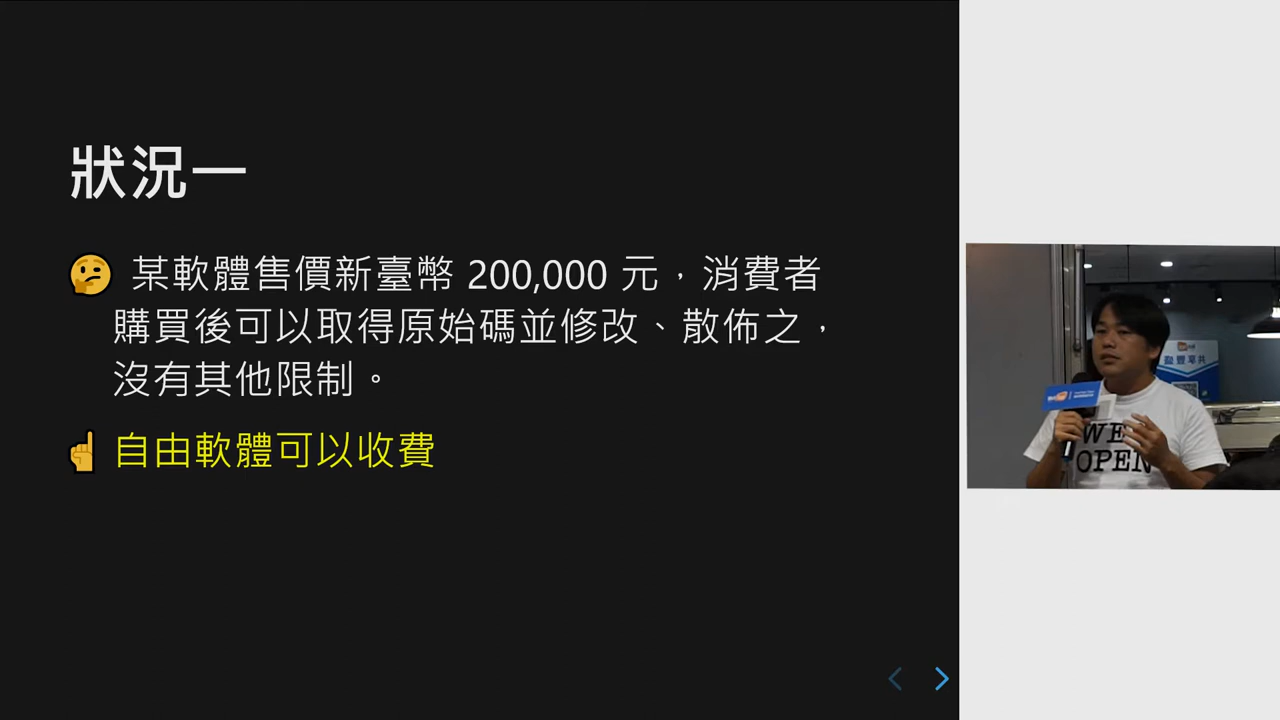 狀況一
🤔 某軟體售價新臺幣 200,000 元，消費者
購買後可以取得原始碼並修改、散佈之，
沒有其他限制。
☝ 自由軟體可以收費
WE
OPEN